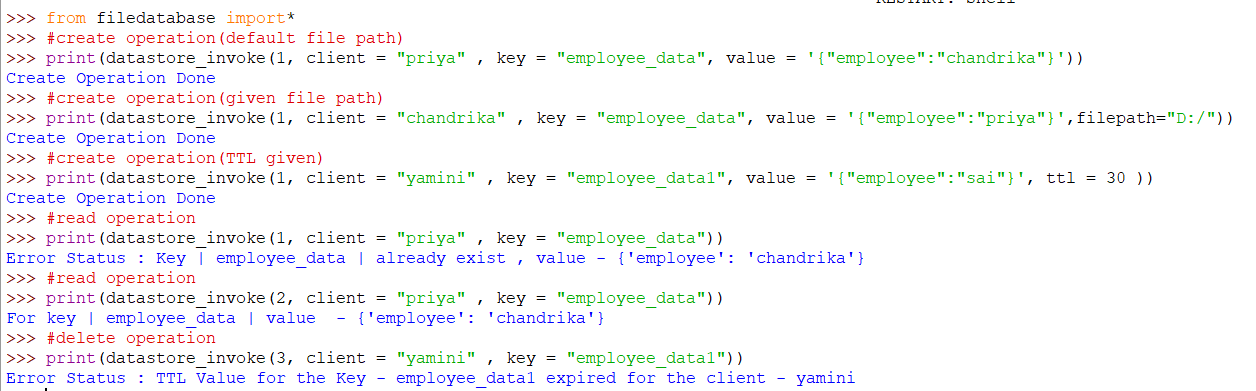 RESTART: Shell
>>> from filedatabase import*
>>> #create operation(default file path)
>>> print(datastore_invoke(1, client = "priya" , key = "employee_data", value = '{"employee":"chandrika"}'))
Create Operation Done
>>> #create operation(given file path)
>>> print(datastore_invoke(1, client = "chandrika" , key = "employee_data", value = '{"employee":"priya"}',filepath="D:/"))
Create Operation Done
>>> #create operation(TTL given)
>>> print(datastore_invoke(1, client = "yamini" , key = "employee_data1", value = '{"employee":"sai"}', ttl = 30 ))
Create Operation Done
>>> #read operation
>>> print(datastore_invoke(1, client = "priya" , key = "employee_data"))
Error Status : Key | employee_data | already exist , value - {'employee': 'chandrika'}
>>> #read operation
>>> print(datastore_invoke(2, client = "priya" , key = "employee_data"))
For key | employee_data | value  - {'employee': 'chandrika'}
>>> #delete operation
>>> print(datastore_invoke(3, client = "yamini" , key = "employee_data1"))
Error Status : TTL Value for the Key - employee_data1 expired for the client - yamini